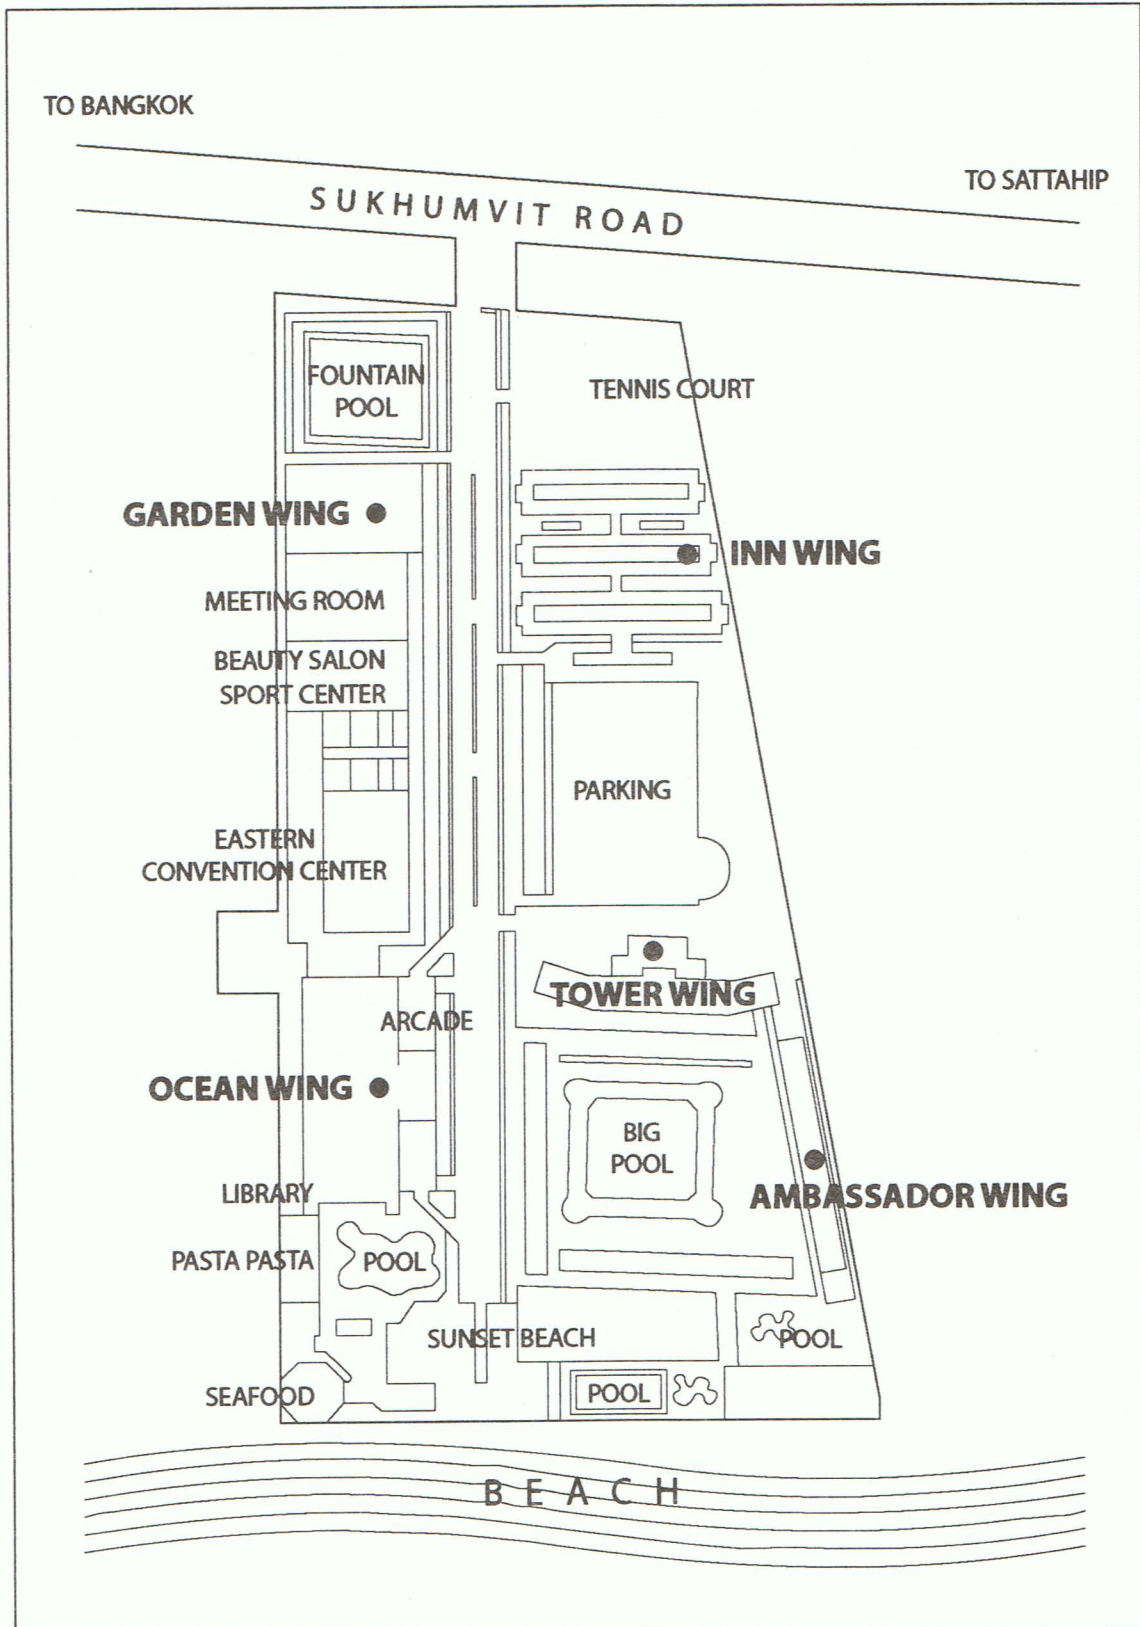 TO BANGKOK
TO SATTAHIP
SUKHUMVIT ROAD
FOUNTAIN
POOL
TENNIS COURT
GARDEN WING
INN WING
MEETING ROOM
BEAUTY SALON
SPORT CENTER
PARKING
EASTERN
CONVENTION CENTER
TOWER WING
ARCADE
OCEAN WING
BIG
POOL
AMBASSADOR WING
LIBRARY
PASTA PASTA
POOL
SUNSET BEACH
POOL
SEAFOOD
POOL
BEACH